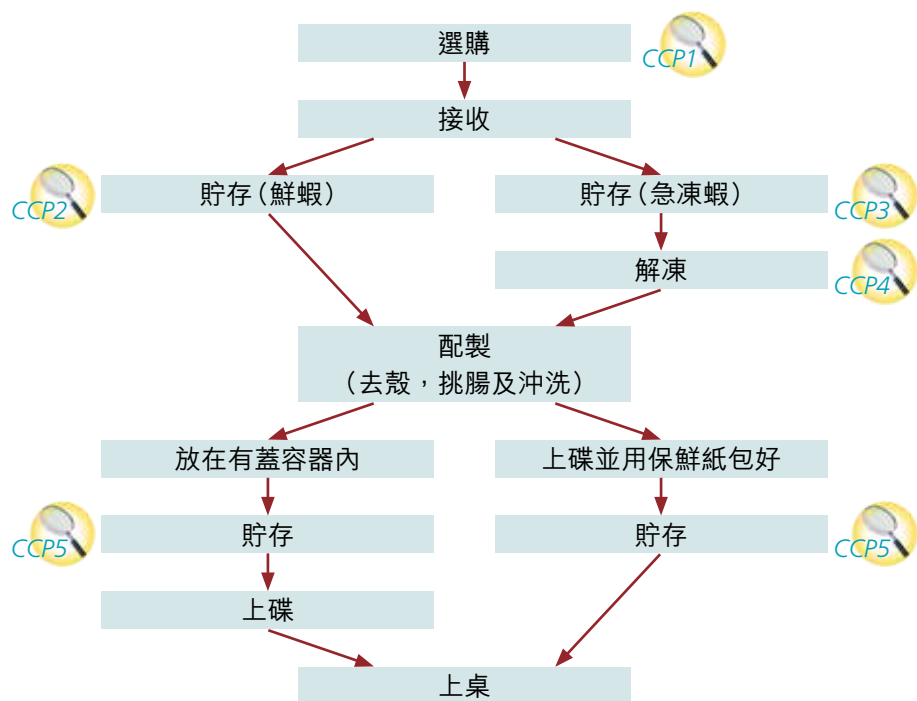 選購
CCP1
接收
CCP2
貯存(鮮蝦)
貯存(急凍蝦)
CCP3
解凍
CCP4
配製
(去殼，挑腸及沖洗)
放在有蓋容器內
上碟並用保鮮紙包好
CCP5
貯存
貯存
CCP5
上碟
上桌